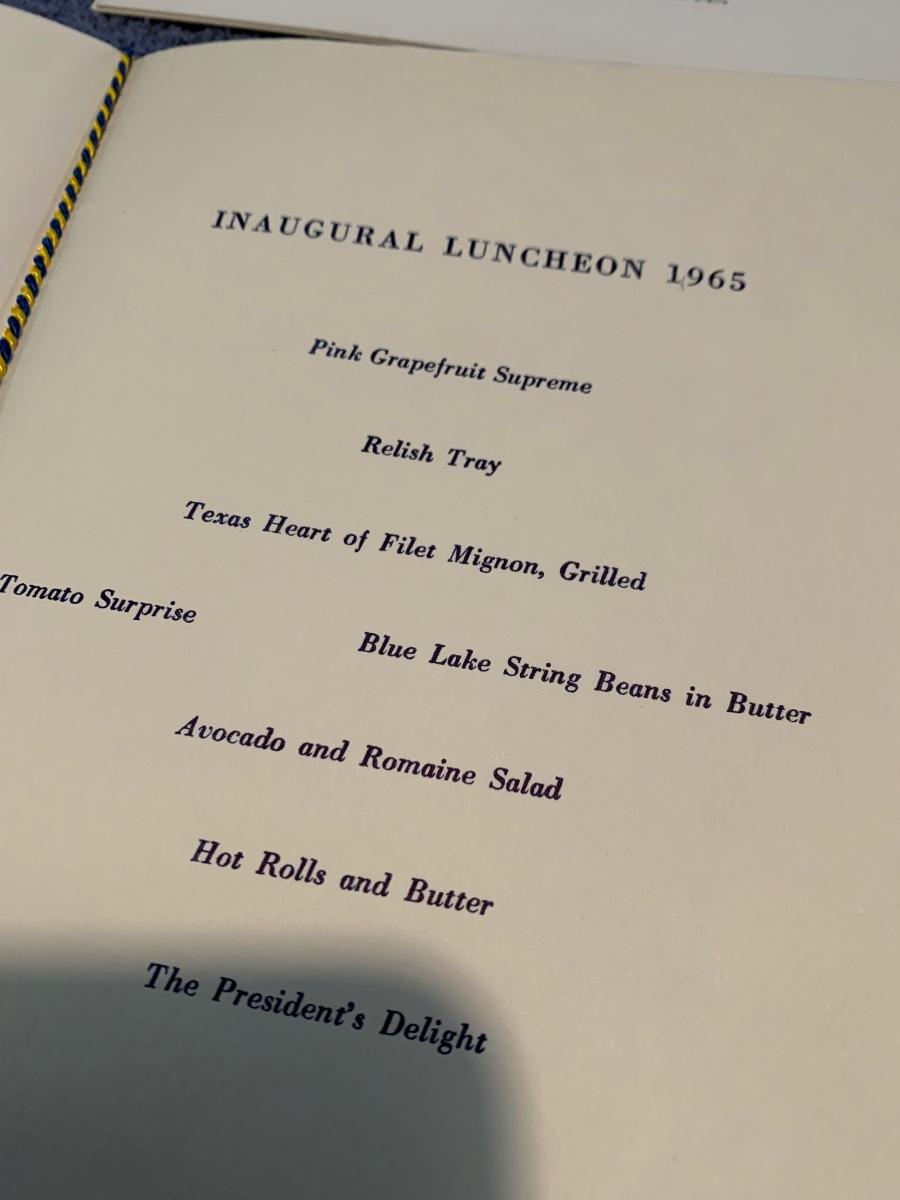 INAUGURAL LUNCHEON 1965
Pink Grapefruit Supreme
Relish Tray
Texas Heart of Filet Mignon, Grilled
Tomato Surprise
Blue Lake String Beans in Butter
Avocado and Romaine Salad
Hot Rolls and Butter
The President's Delight